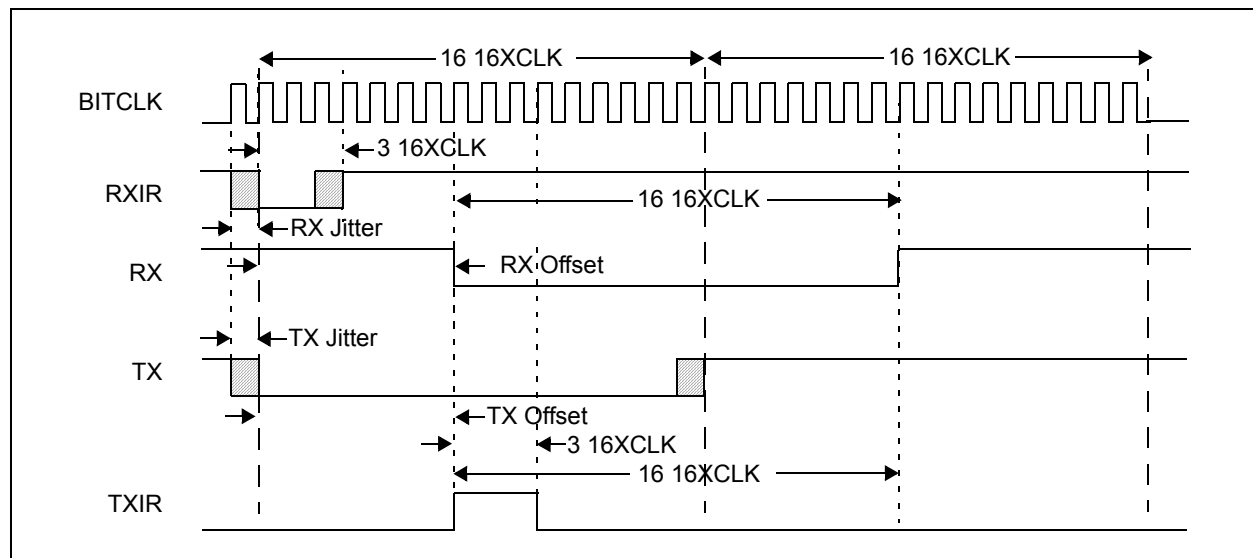 16 16XCLK
16 16XCLK
BITCLK
3 16XCLK
RXIR
16 16XCLK
RX Jitter
RX
RX Offset
TX Jitter
TX
TX Offset
3 16XCLK
16 16XCLK
TXIR